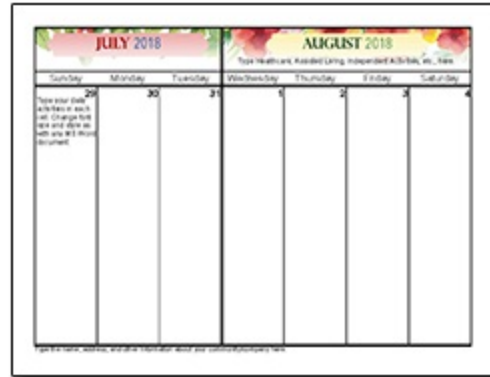 JULY 2018
AUGUST 2018
Type Healthcare, Assisted Living, Independent Activities, etc., here
Sunday Monday Tuesday Wednesday Thursday Friday Saturday
29 30 31 1 2 3 4
Type your daily
activities in each
cell. Change font
size and style as
with any MS Word
document
Type the name, address, and other information about your community/company here.